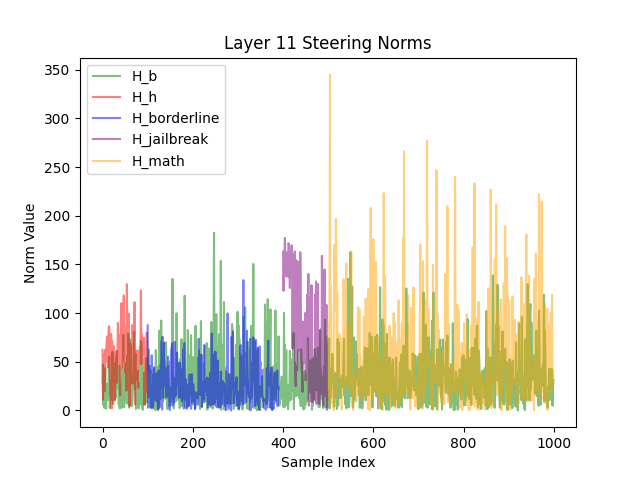 Layer 11 Steering Norms
350
300
250
200
150
100
50
0
Norm Value
H_b
H_h
H_borderline
H_jailbreak
H_math
0
200
400
600
800
1000
Sample Index